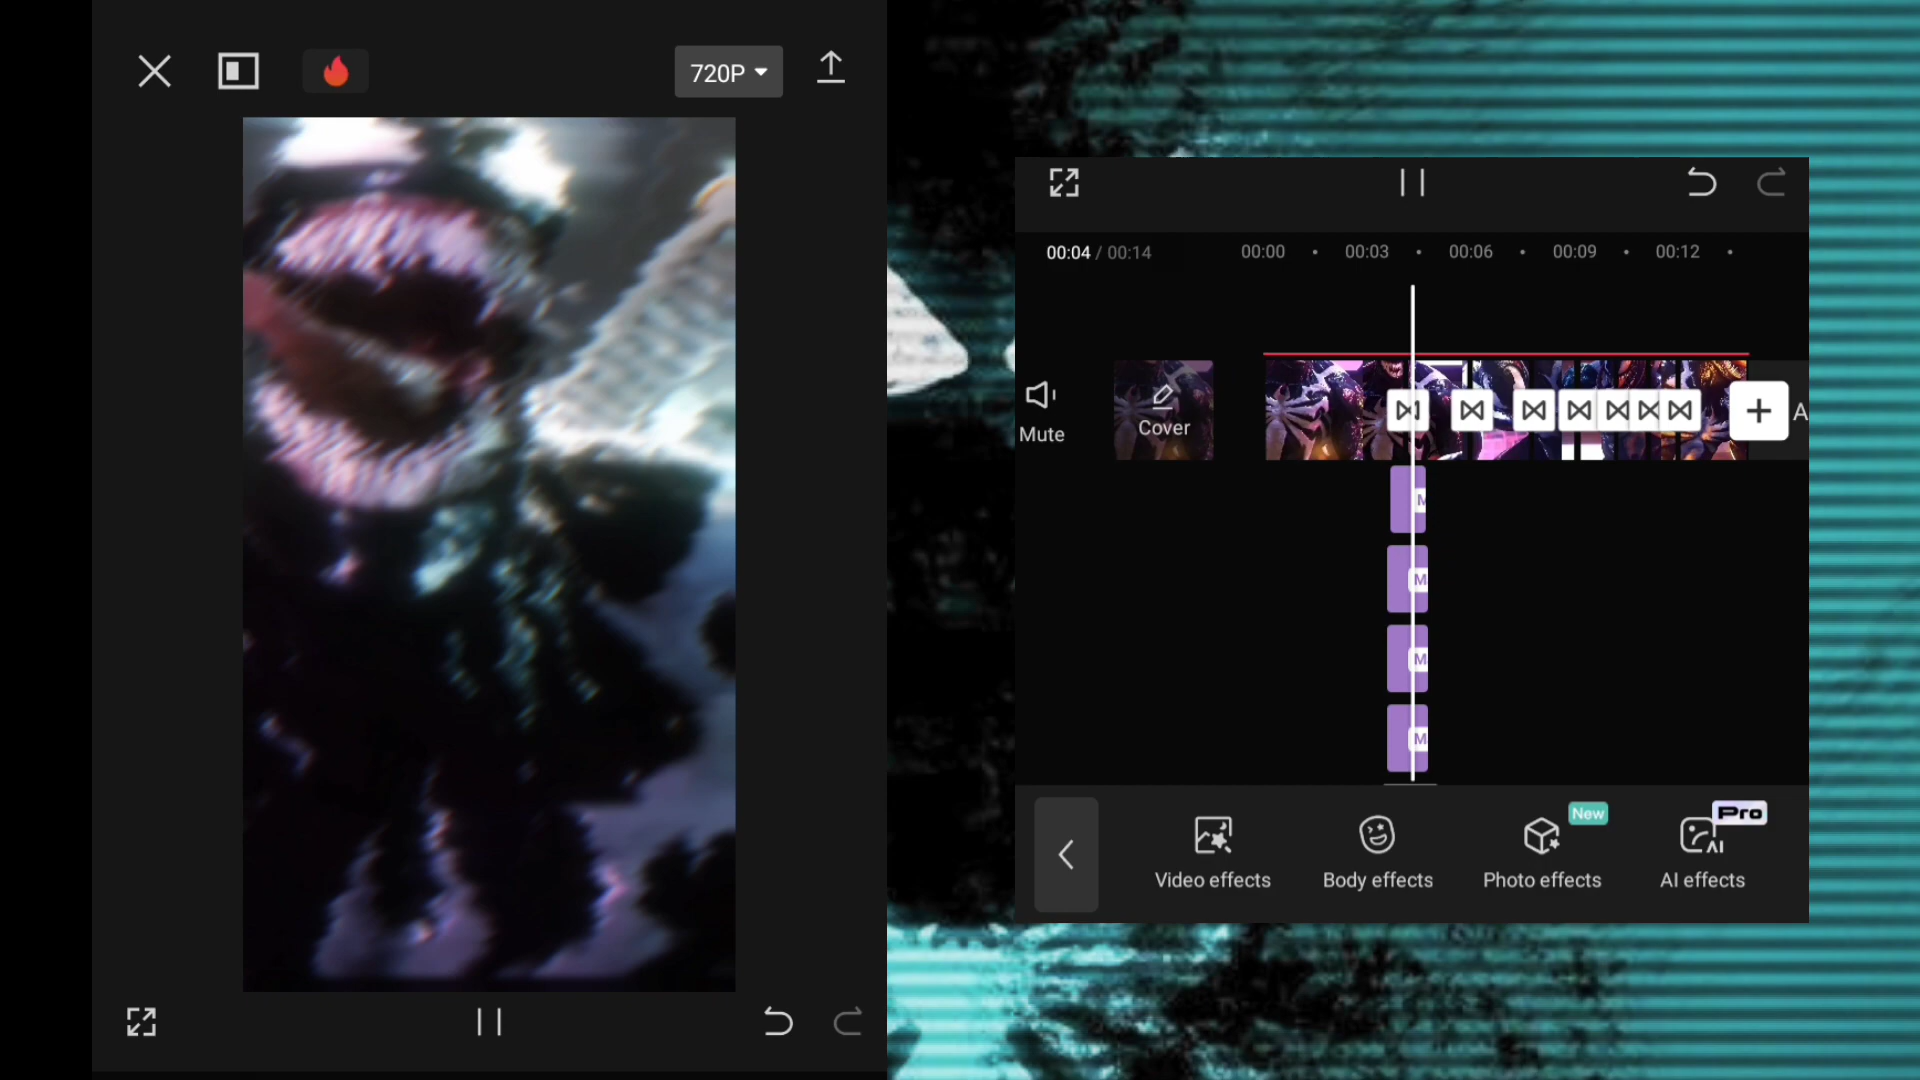 720P
00:04 / 00:14
00:00
00:03
00:06
00:09
00:12
Mute
Cover
A
M
M
M
M
New
Pro
AI
Video effects
Body effects
Photo effects
AI effects